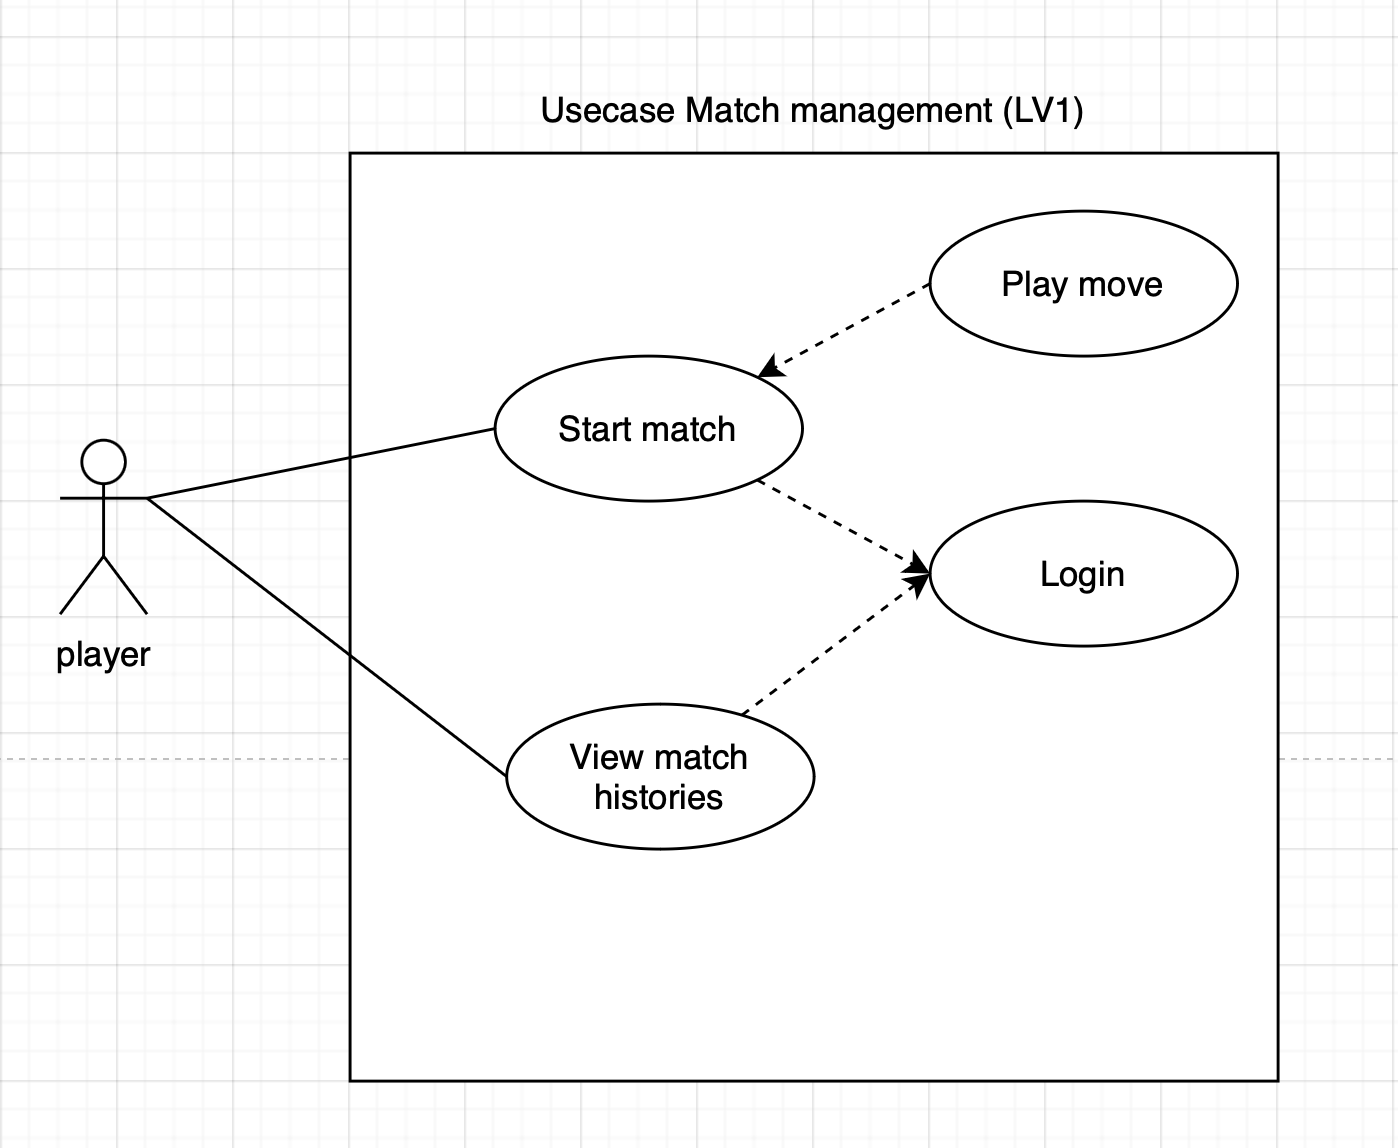 Usecase Match management (LV1)
Play move
Start match
Login
player
View match
histories